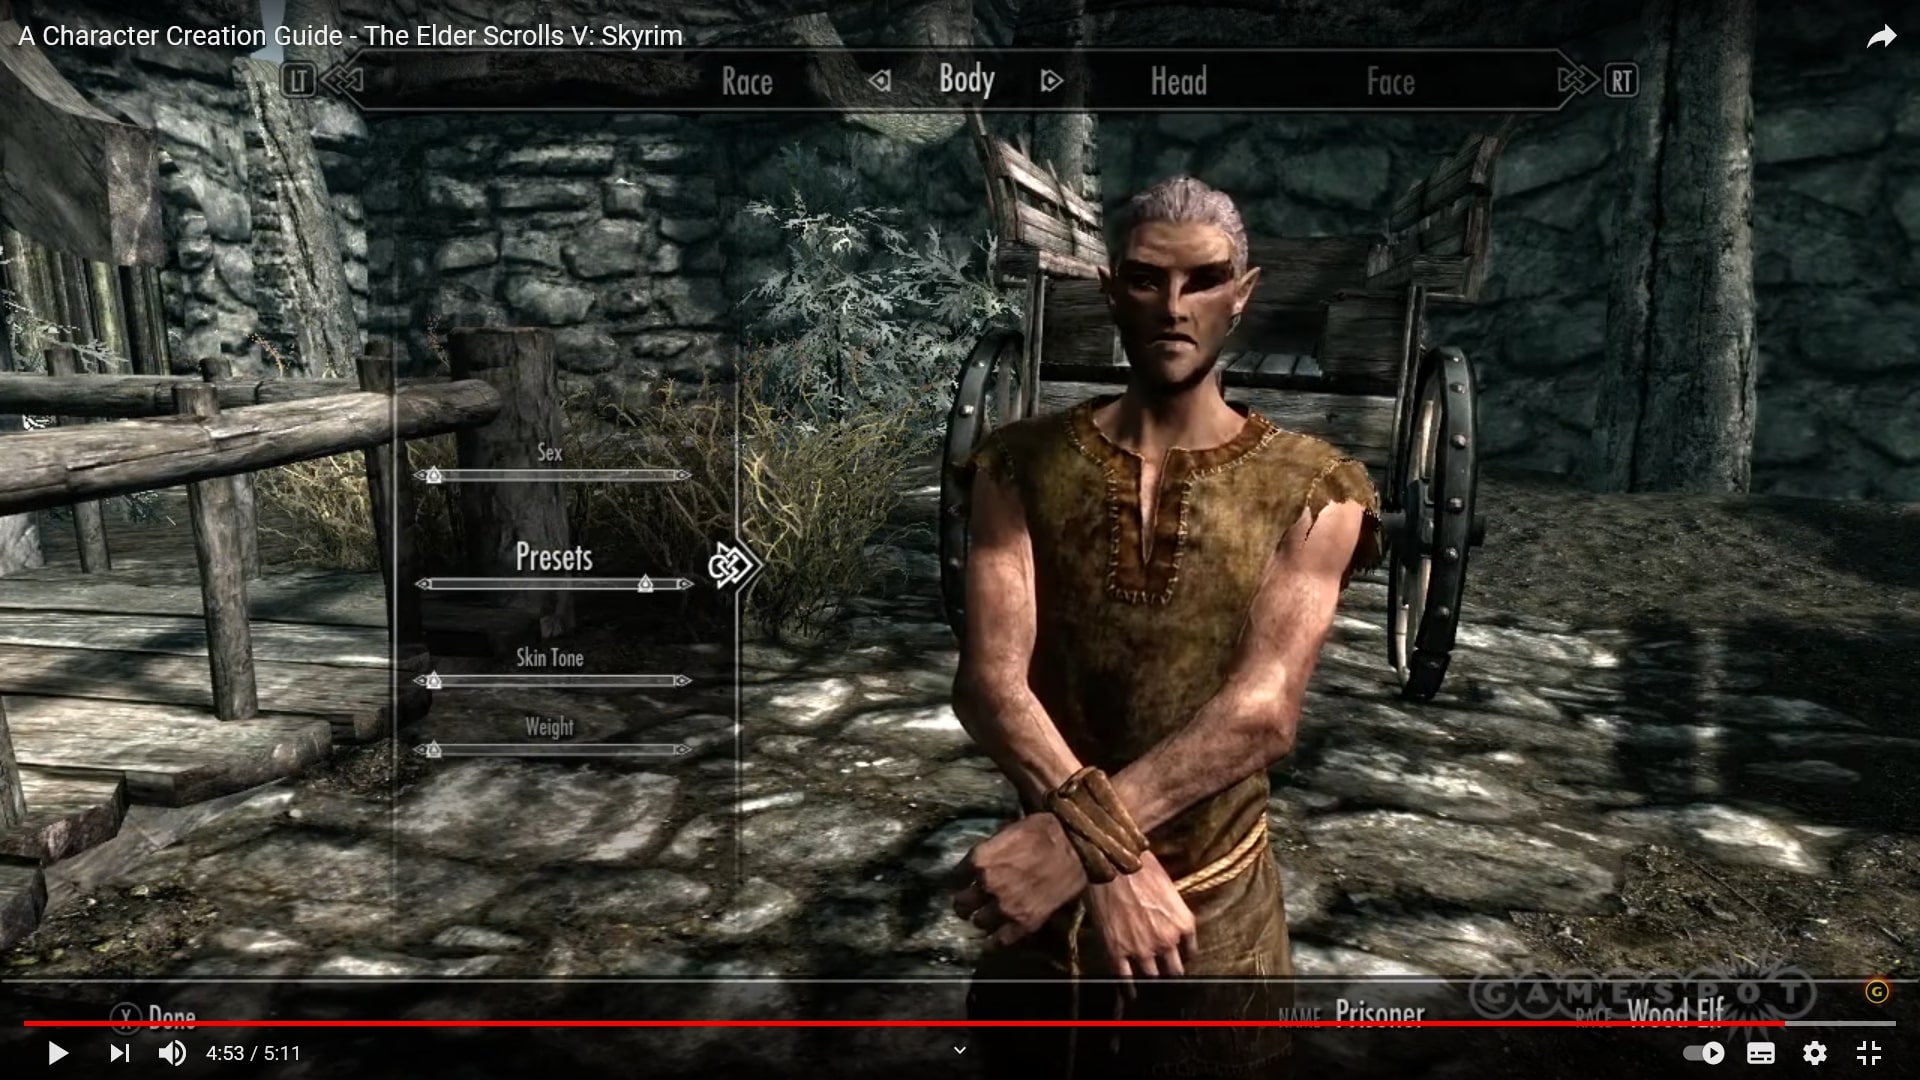 A Character Creation Guide - The Elder Scrolls V: Skyrim
LT Race Body Head Face RT
Sex
Presets
Skin Tone
Weight
GAMESPOT
G
X Done
NAME Prisoner RACE Wood Elf
4:53 / 5:11